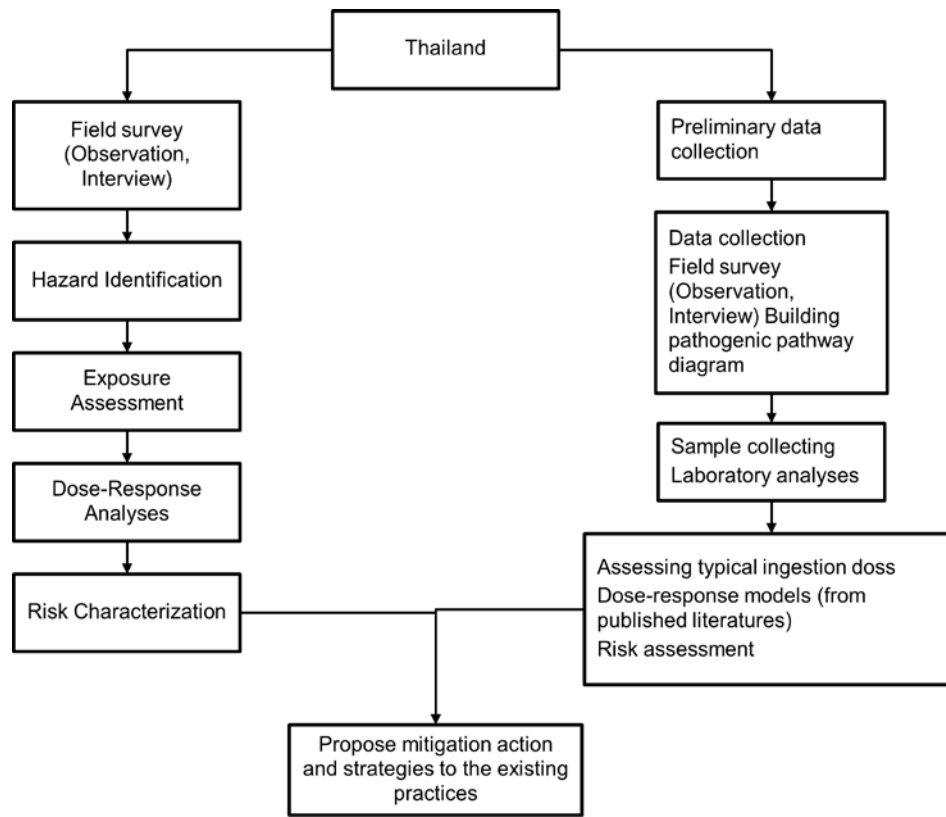 Thailand
Field survey
(Observation,
Interview)
Hazard Identification
Exposure
Assessment
Dose-Response
Analyses
Risk Characterization
Preliminary data
collection
Data collection
Field survey
(Observation,
Interview) Building
pathogenic pathway
diagram
Sample collecting
Laboratory analyses
Assessing typical ingestion doss
Dose-response models (from
published literatures)
Risk assessment
Propose mitigation action
and strategies to the existing
practices